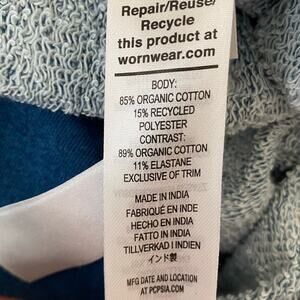 Repair/Reuse/
Recycle
this product at
wornwear.com
BODY:
85% ORGANIC COTTON
15% RECYCLED
POLYESTER
CONTRAST:
89% ORGANIC COTTON
11% ELASTANE
EXCLUSIVE OF TRIM
MADE IN INDIA
FABRIQUÉ EN INDE
HECHO EN INDIA
FATTO IN INDIA
TILLVERKAD I INDIEN
インド製
MFG DATE AND LOCATION
AT PCPSIA.COM